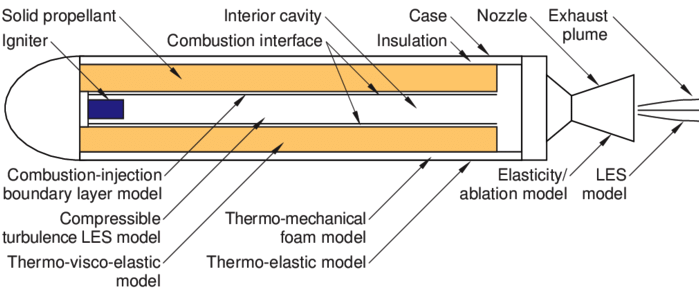 Solid propellant
Igniter
Interior cavity
Combustion interface
Case
Insulation
Nozzle
Exhaust
plume
Combustion-injection
boundary layer model
Compressible
turbulence LES model
Thermo-visco-elastic
model
Thermo-mechanical
foam model
Thermo-elastic model
Elasticity/
ablation model
LES
model